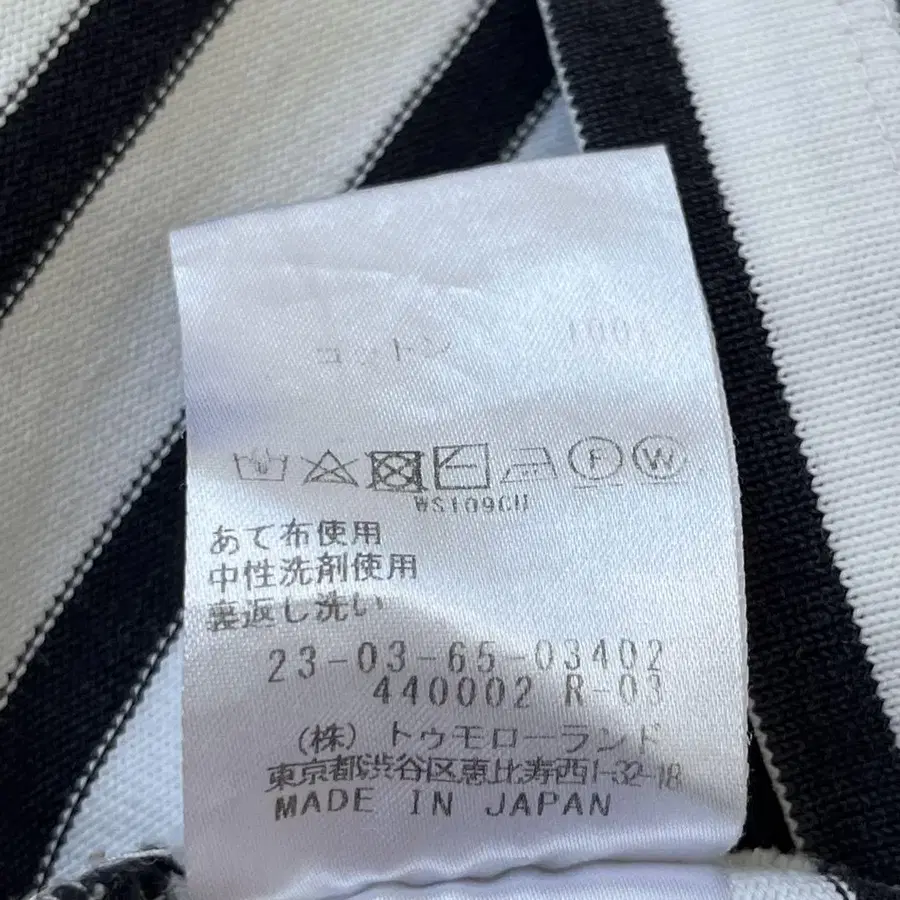 コットン 100%
F W
WS109CU
あて布使用
中性洗剤使用
裏返し洗い
23-03-65-03402
440002 R-03
(株) トゥモローランド
東京都渋谷区恵比寿西1-32-18
MADE IN JAPAN